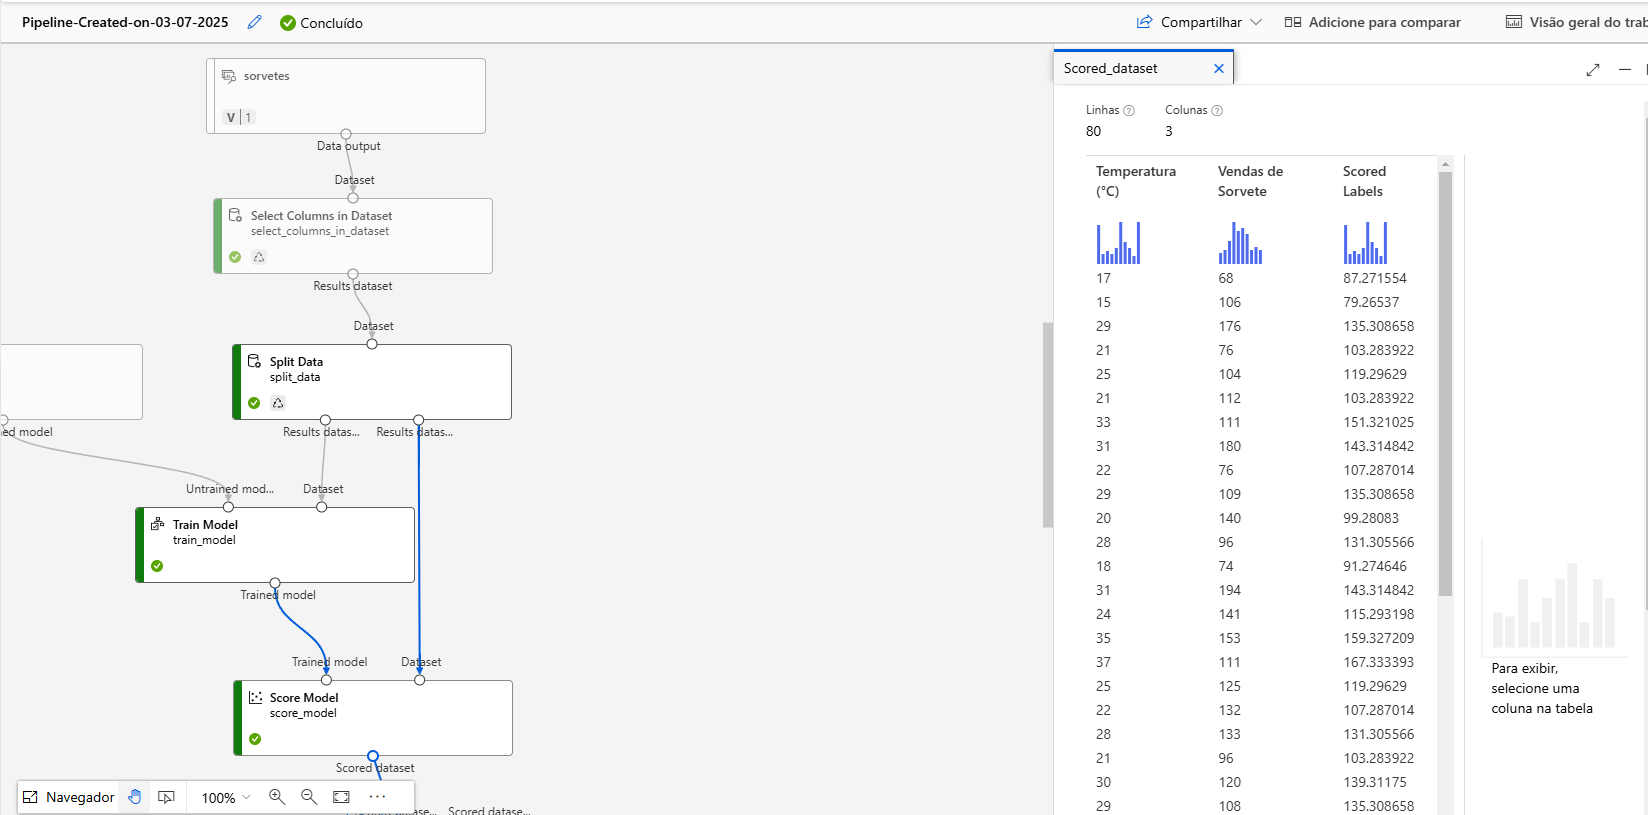 Pipeline-Created-on-03-07-2025
Concluído
Compartilhar
Adicione para comparar
Visão geral do trab
sorvetes
V | 1
Data output
Dataset
Select Columns in Dataset
select_columns_in_dataset
Results dataset
Dataset
Split Data
split_data
Results datas... Results datas...
ed model
Untrained mod... Dataset
Train Model
train_model
Trained model
Trained model Dataset
Score Model
score_model
Scored dataset
Navegador
100%
...
Scored datase...
Scored_dataset
Linhas Colunas
80 3
Temperatura (°C) Vendas de Sorvete Scored Labels
17 68 87.271554
15 106 79.26537
29 176 135.308658
21 76 103.283922
25 104 119.29629
21 112 103.283922
33 111 151.321025
31 180 143.314842
22 76 107.287014
29 109 135.308658
20 140 99.28083
28 96 131.305566
18 74 91.274646
31 194 143.314842
24 141 115.293198
35 153 159.327209
37 111 167.333393
25 125 119.29629
22 132 107.287014
28 133 131.305566
21 96 103.283922
30 120 139.31175
29 108 135.308658
Para exibir,
selecione uma
coluna na tabela